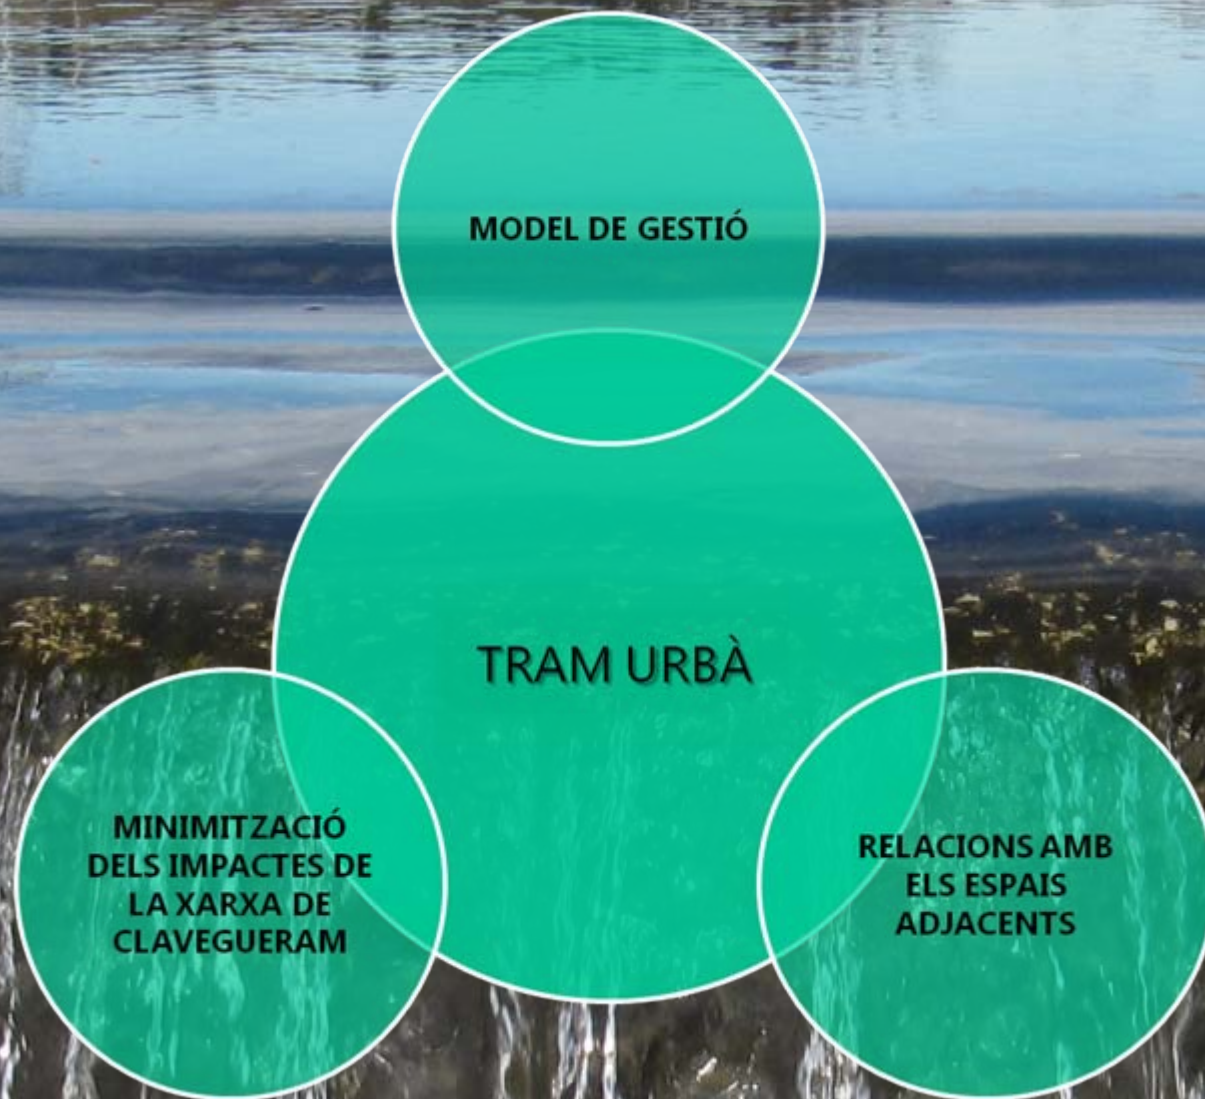 MODEL DE GESTIÓ
TRAM URBÀ
MINIMITZACIÓ
DELS IMPACTES DE
LA XARXA DE
CLAVEGUERAM
RELACIONS AMB
ELS ESPAIS
ADJACENTS